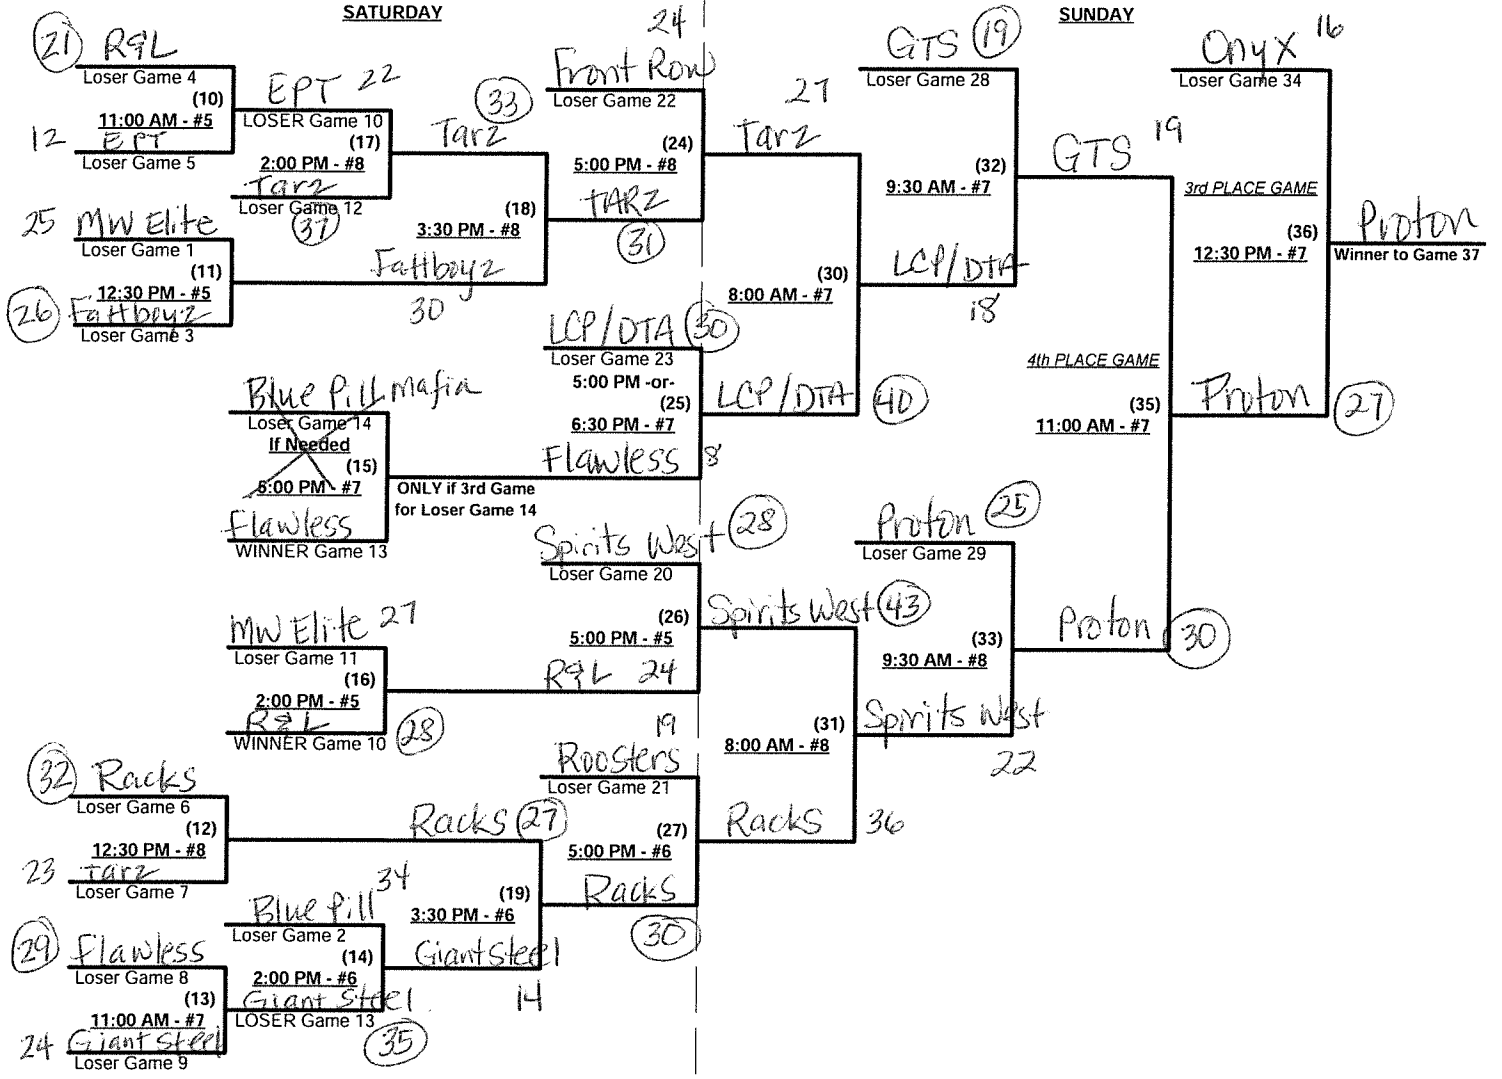 SATURDAY
SUNDAY
21 R&L
Loser Game 4
(10)
11:00 AM - #5
12 EPT
Loser Game 5
EPT 22
LOSER Game 10
(17)
2:00 PM - #8
Tarz
Loser Game 12
37
25 MW Elite
Loser Game 1
(11)
12:30 PM - #5
26 Fattboyz
Loser Game 3
33
Tarz
(18)
3:30 PM - #8
Fattboyz
30
24
Front Row
Loser Game 22
(24)
5:00 PM - #8
TARZ
31
27
Tarz
(30)
8:00 AM - #7
LCP/DTA 40
LCP/DTA 30
Loser Game 23
5:00 PM -or-
(25)
6:30 PM - #7
Flawless 8
Blue Pill Mafia
Loser Game 14
If Needed
(15)
5:00 PM - #7
Flawless
WINNER Game 13
ONLY if 3rd Game
for Loser Game 14
Spirits West 28
Loser Game 20
(26)
5:00 PM - #5
R&L 24
MW Elite 27
Loser Game 11
(16)
2:00 PM - #5
R&L
WINNER Game 10 28
Spirits West 43
(31)
8:00 AM - #8
Racks 36
19
Roosters
Loser Game 21
(27)
5:00 PM - #6
Racks
30
32 Racks
Loser Game 6
(12)
12:30 PM - #8
23 Tarz
Loser Game 7
Racks 27
(19)
3:30 PM - #6
Giant Steel
14
Blue Pill 34
Loser Game 2
(14)
2:00 PM - #6
Giant Steel
LOSER Game 13
35
29 Flawless
Loser Game 8
(13)
11:00 AM - #7
24 Giant Steel
Loser Game 9
GTS 19
Loser Game 28
(32)
9:30 AM - #7
LCP/DTA
18
GTS 19
4th PLACE GAME
(35)
11:00 AM - #7
Proton 30
Proton 25
Loser Game 29
(33)
9:30 AM - #8
Spirits West
22
Onyx 16
Loser Game 34
3rd PLACE GAME
(36)
12:30 PM - #7
Proton 27
Proton
Winner to Game 37